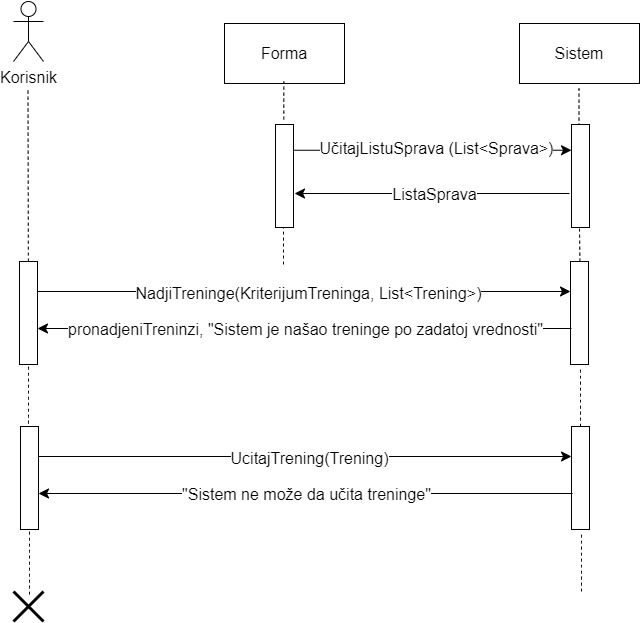 Korisnik
Forma
Sistem
UčitajListuSprava (List<Sprava>)
ListaSprava
NadjiTreninge(KriterijumTreninga, List<Trening>)
pronadjeniTreninzi, "Sistem je našao treninge po zadatoj vrednosti"
UcitajTrening(Trening)
"Sistem ne može da učita treninge"